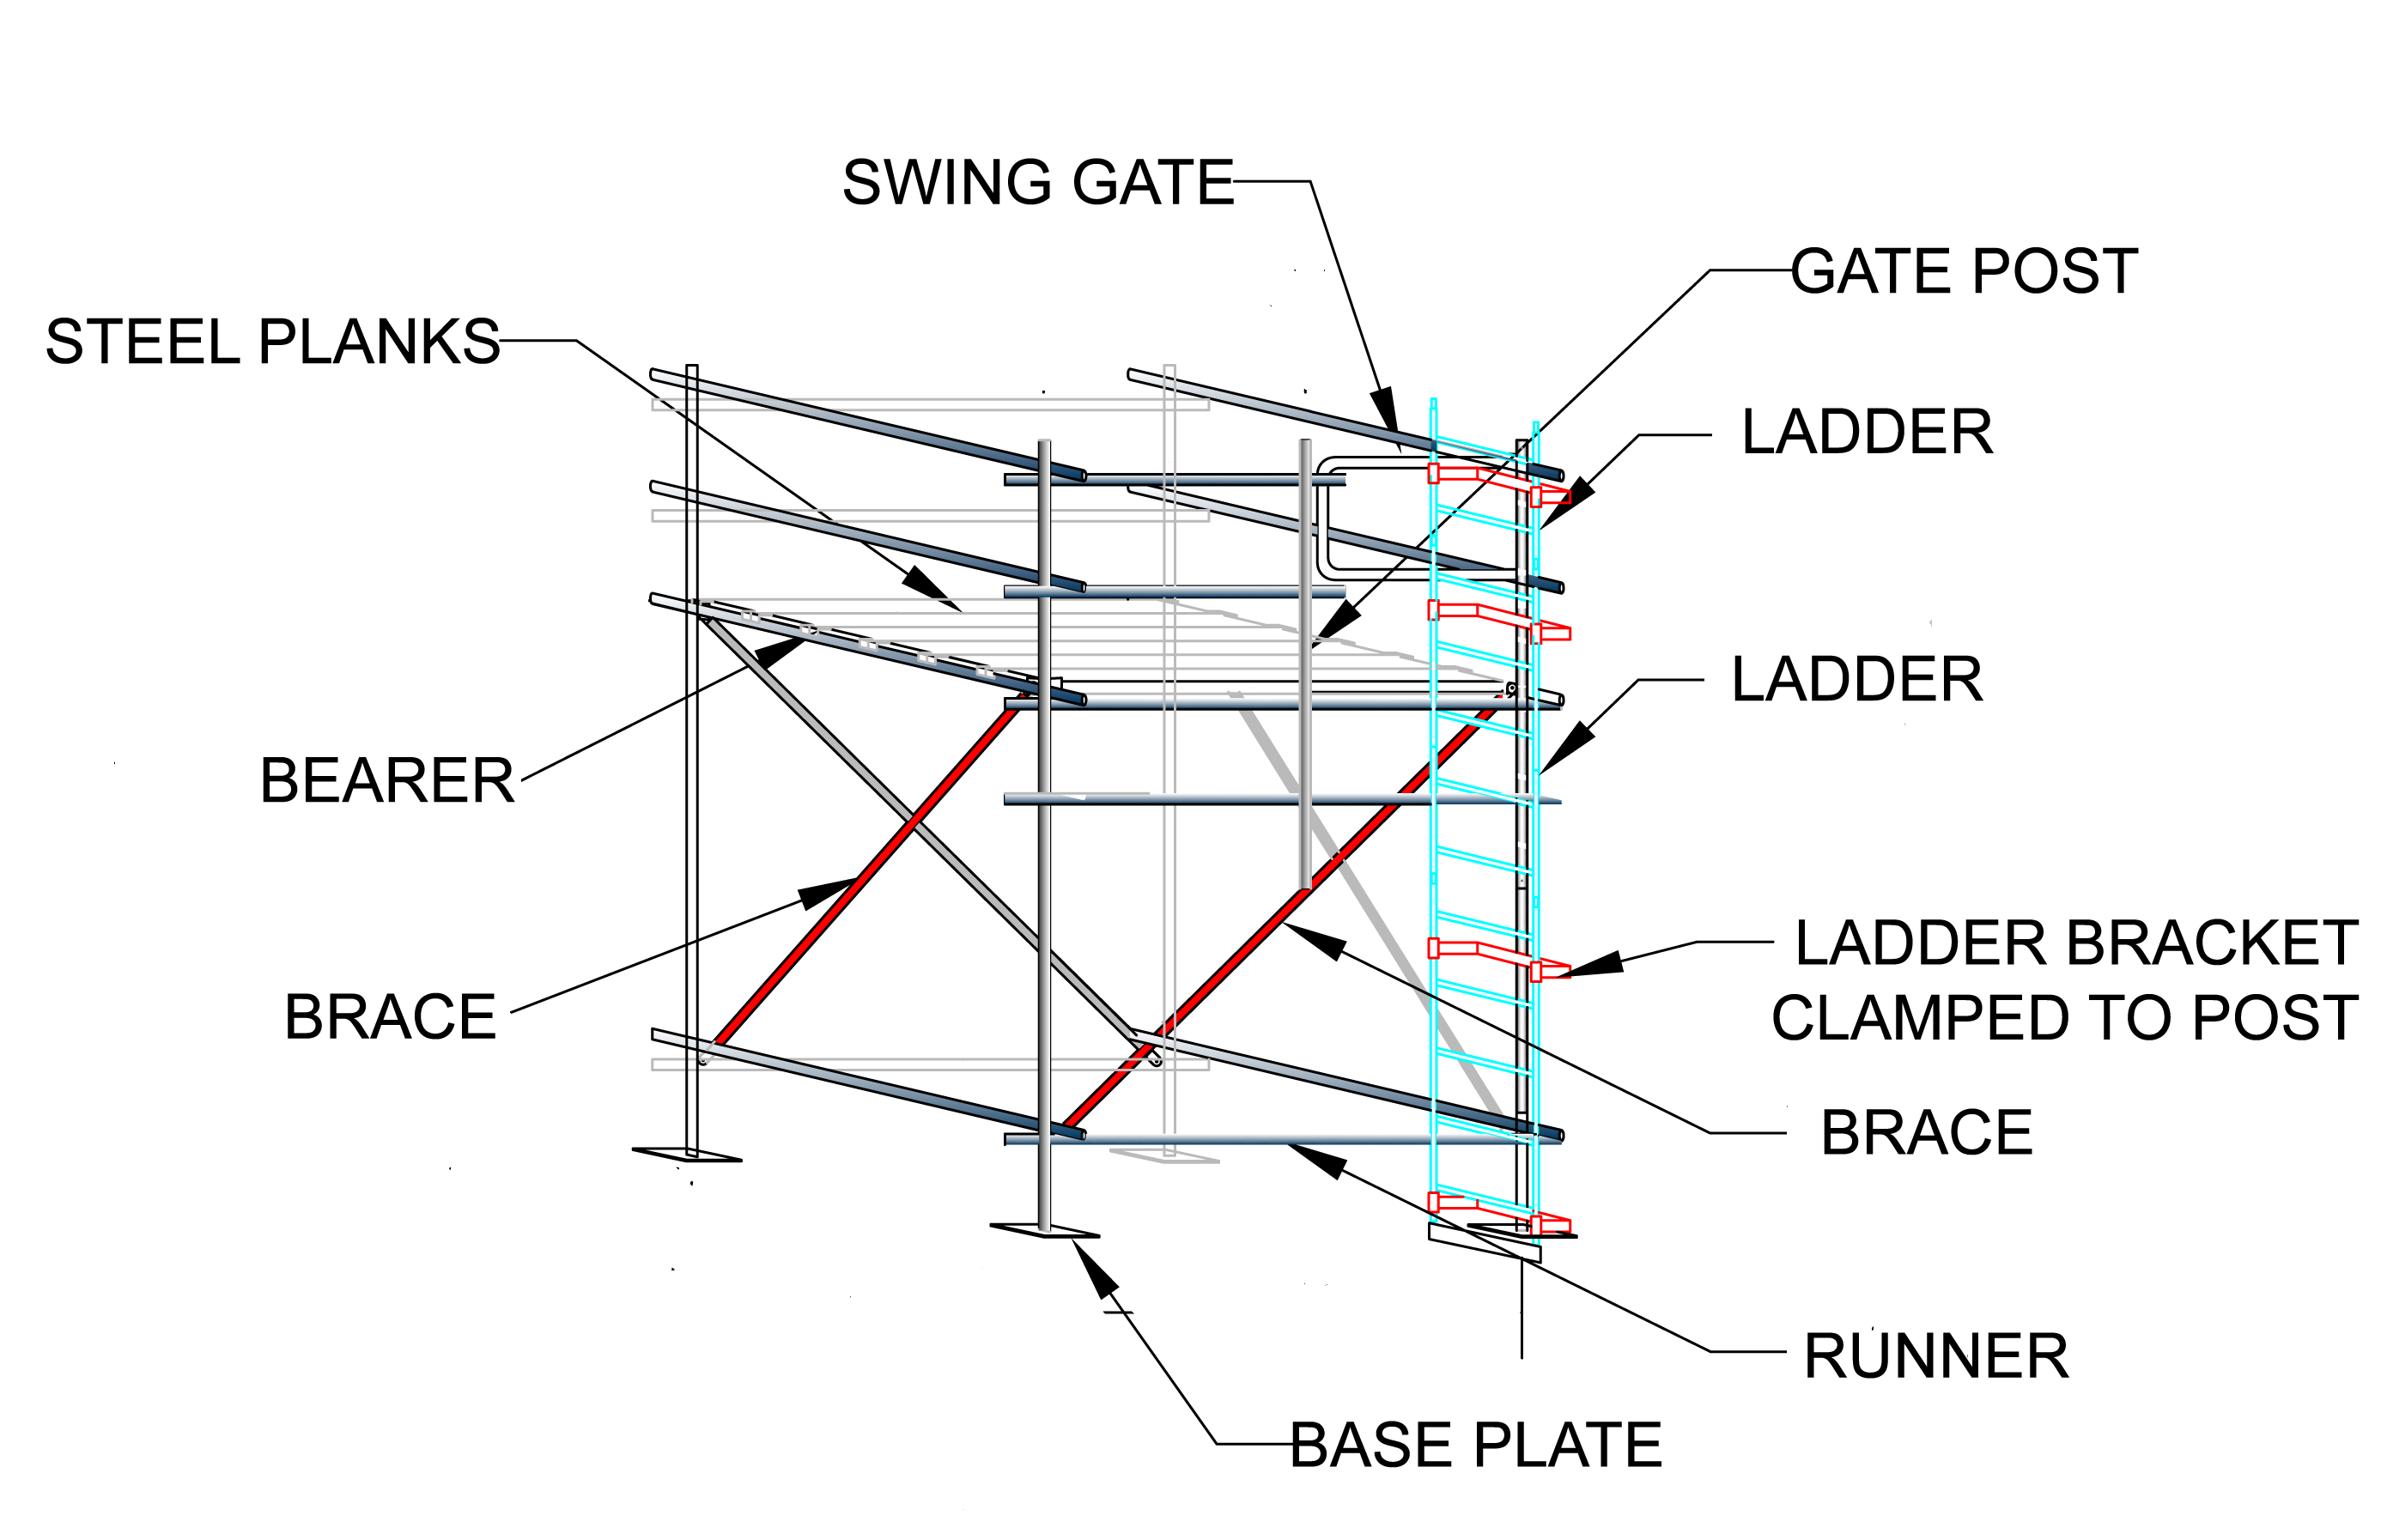 SWING GATE
GATE POST
STEEL PLANKS
LADDER
LADDER
BEARER
LADDER BRACKET
CLAMPED TO POST
BRACE
BRACE
RUNNER
BASE PLATE